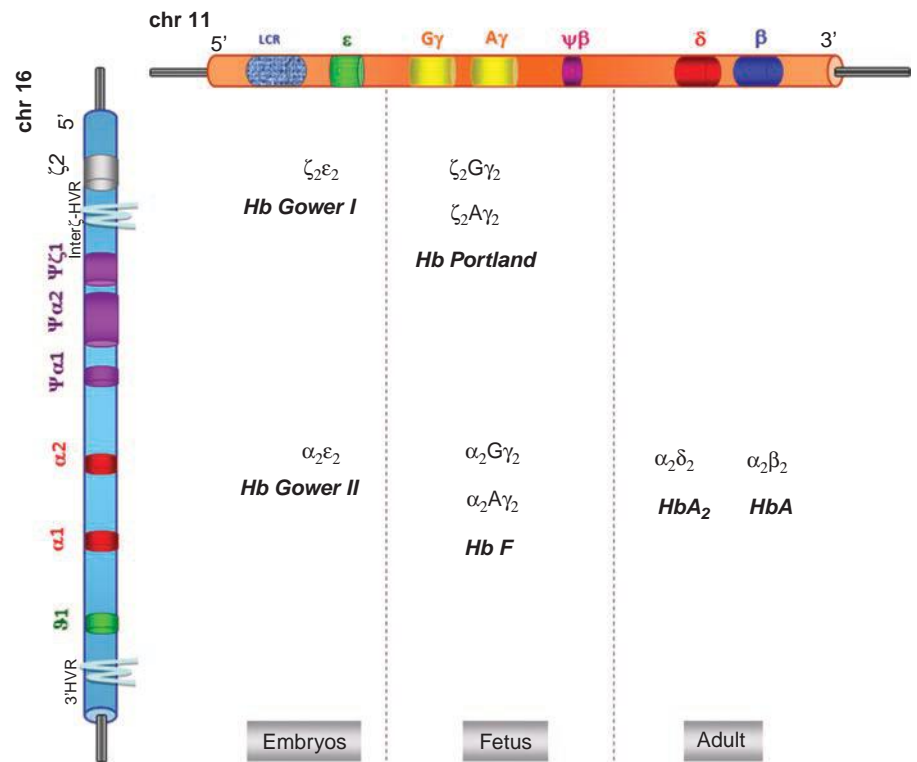 chr 11
5' LCR ε Gγ Aγ ψβ δ β 3'
chr 16
5'
ζ2
Interζ-HVR
Ψζ1
Ψα2
Ψα1
α2
α1
ϑ1
3'HVR
ζ₂ε₂
Hb Gower I
ζ₂Gγ₂
ζ₂Aγ₂
Hb Portland
α₂ε₂
Hb Gower II
α₂Gγ₂
α₂Aγ₂
Hb F
α₂δ₂ α₂β₂
HbA₂ HbA
Embryos Fetus Adult